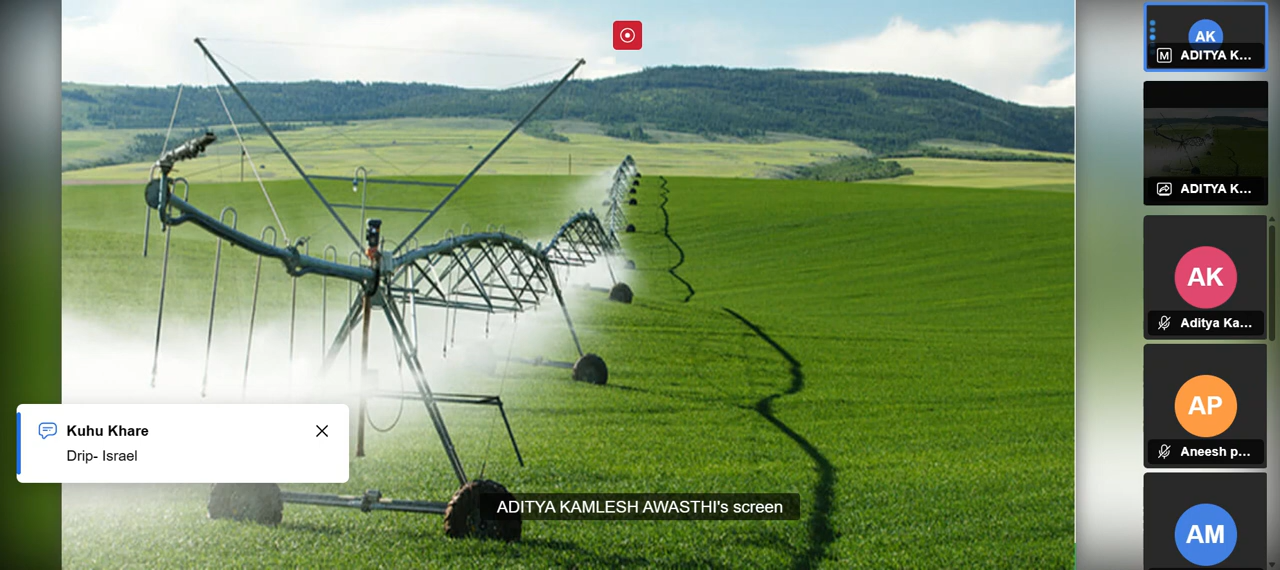 AK
M ADITYA K...
ADITYA K...
AK
Aditya Ka...
AP
Aneesh p...
AM
Kuhu Khare
Drip- Israel
ADITYA KAMLESH AWASTHI's screen